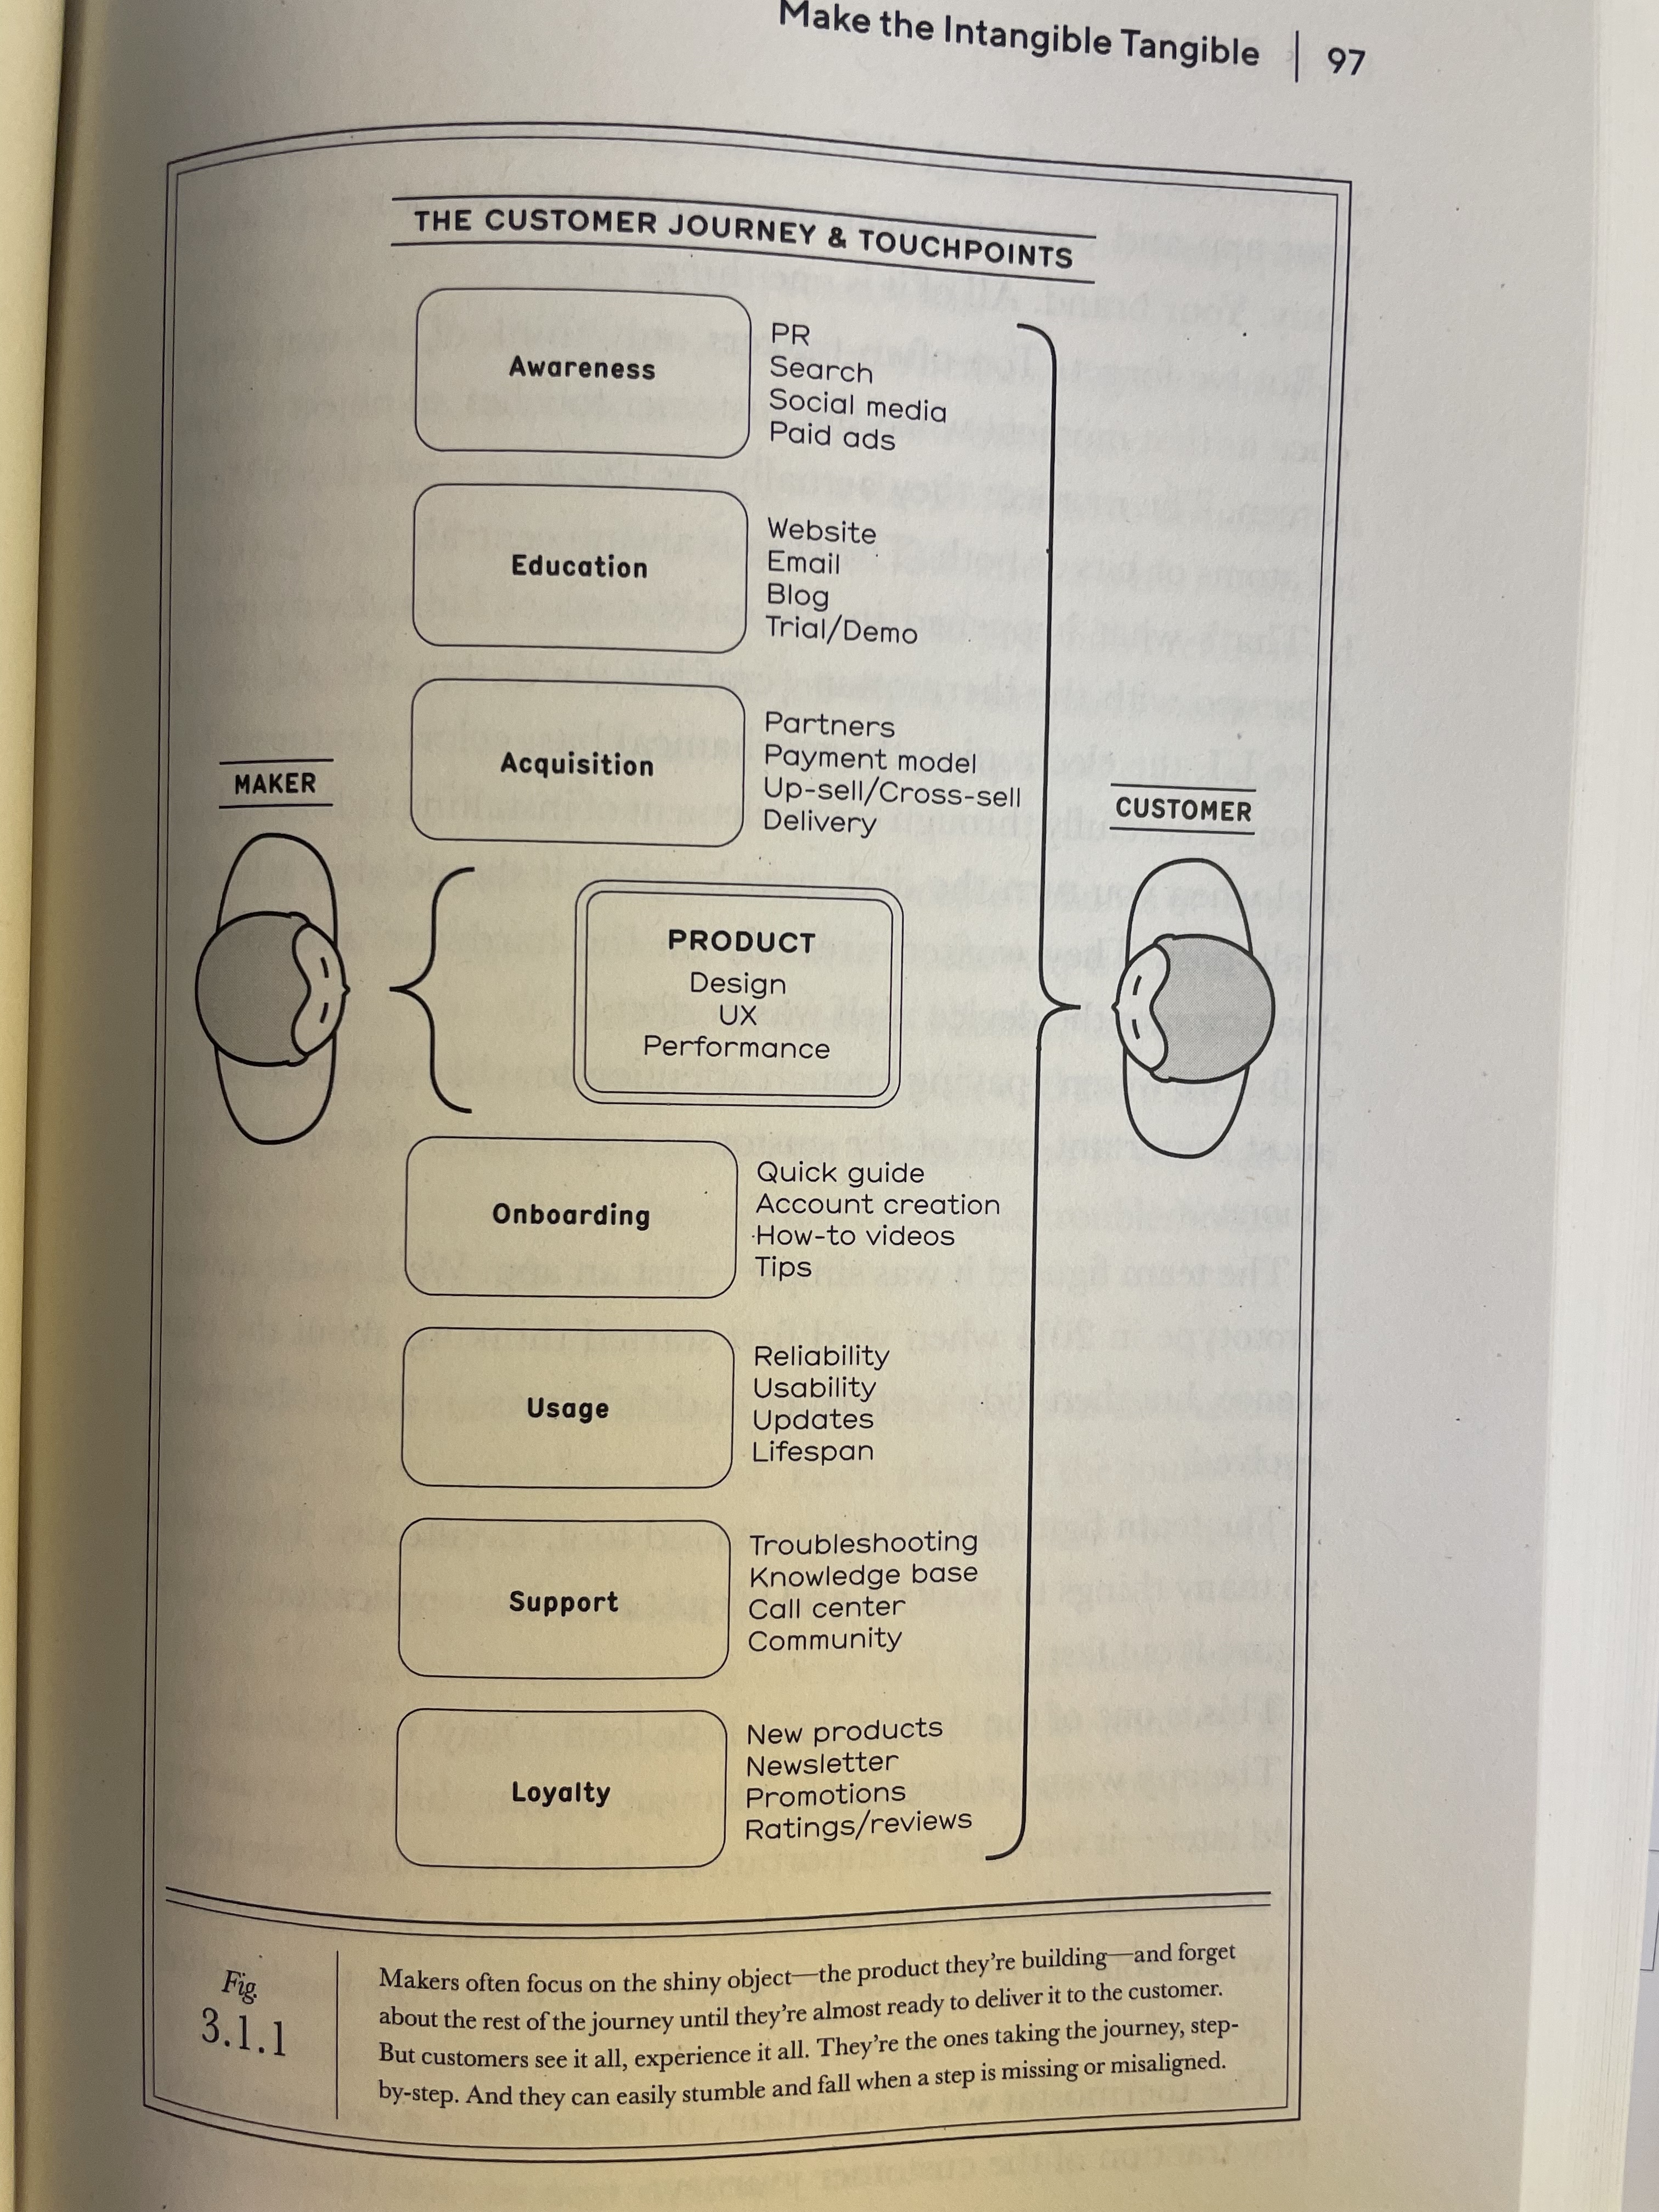 Make the Intangible Tangible | 97
THE CUSTOMER JOURNEY & TOUCHPOINTS
Awareness
PR
Search
Social media
Paid ads
Education
Website
Email
Blog
Trial/Demo
Acquisition
Partners
Payment model
Up-sell/Cross-sell
Delivery
MAKER
CUSTOMER
PRODUCT
Design
UX
Performance
Onboarding
Quick guide
Account creation
How-to videos
Tips
Usage
Reliability
Usability
Updates
Lifespan
Support
Troubleshooting
Knowledge base
Call center
Community
Loyalty
New products
Newsletter
Promotions
Ratings/reviews
Fig.
3.1.1
Makers often focus on the shiny object—the product they're building—and forget
about the rest of the journey until they're almost ready to deliver it to the customer.
But customers see it all, experience it all. They're the ones taking the journey, step-
by-step. And they can easily stumble and fall when a step is missing or misaligned.